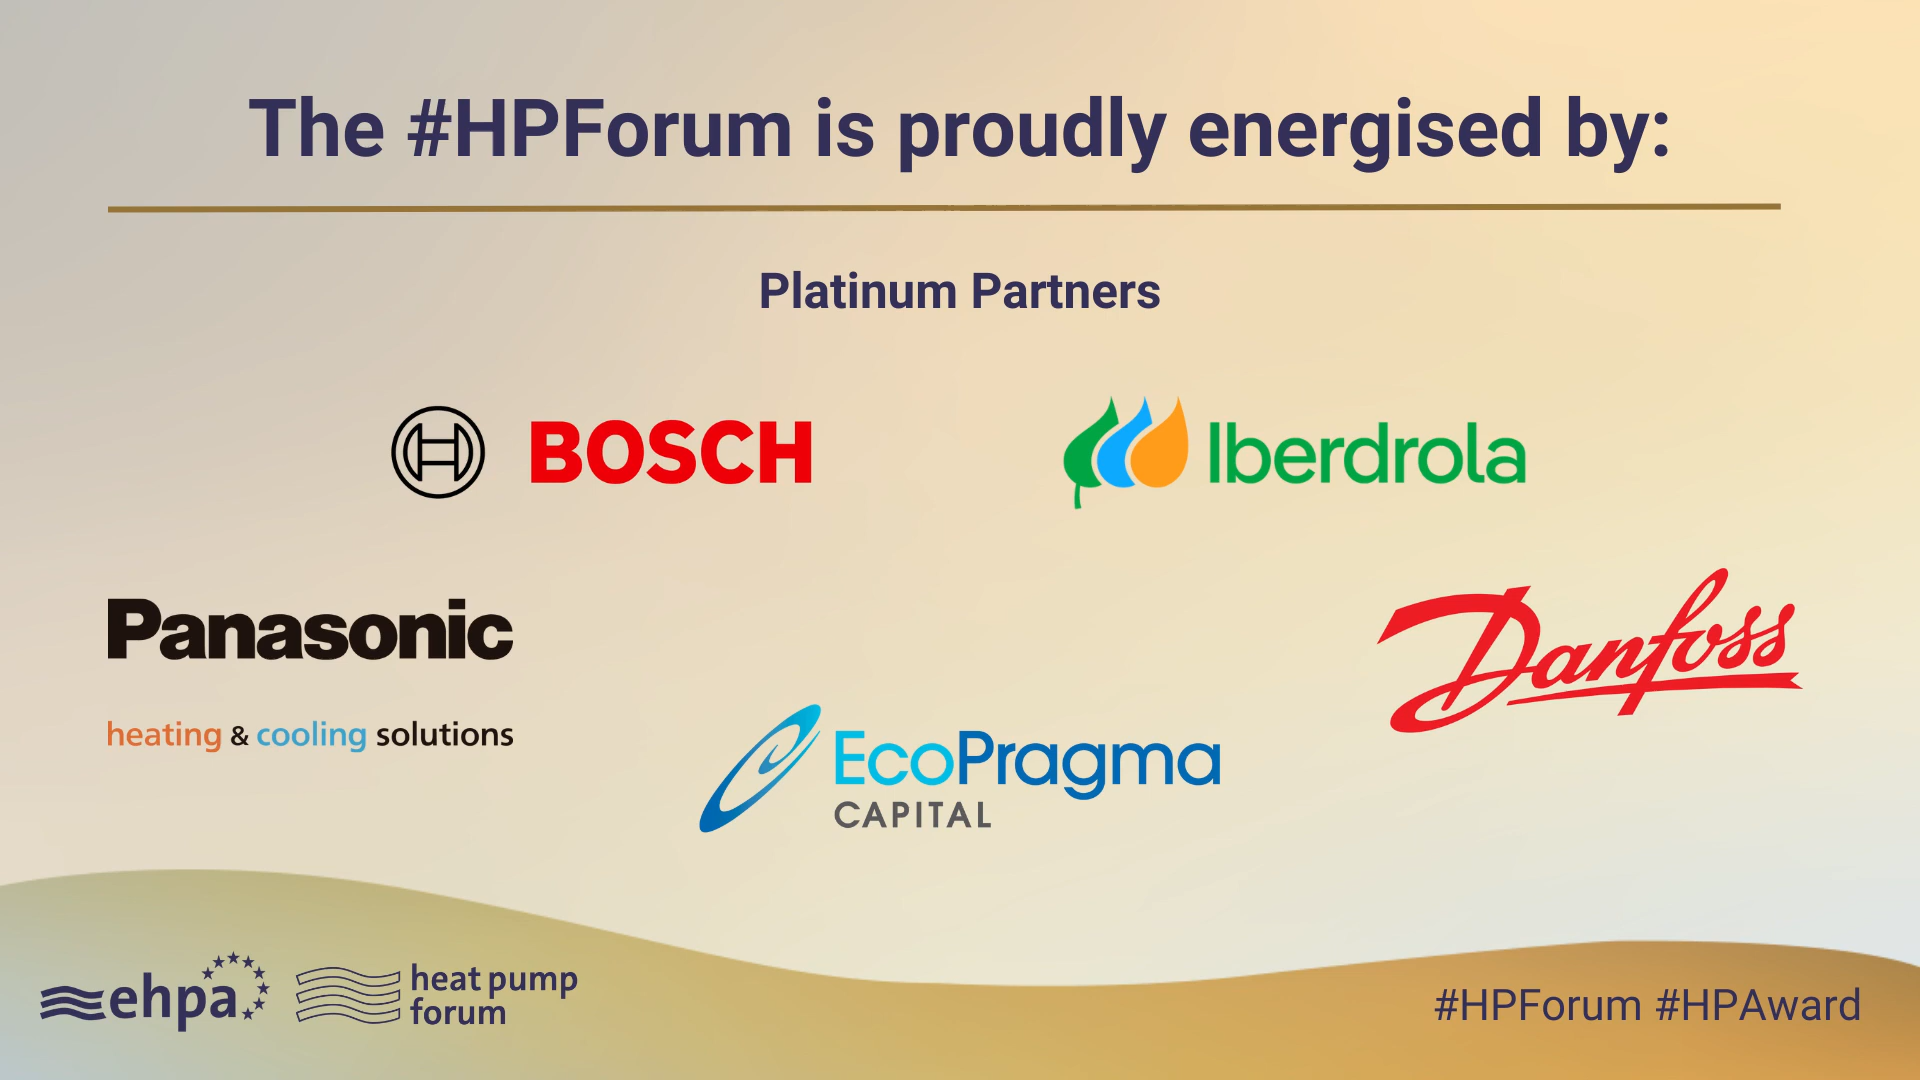 The #HPForum is proudly energised by:
Platinum Partners
BOSCH
Iberdrola
Panasonic
heating & cooling solutions
Danfoss
EcoPragma
CAPITAL
ehpa
heat pump
forum
#HPForum #HPAward